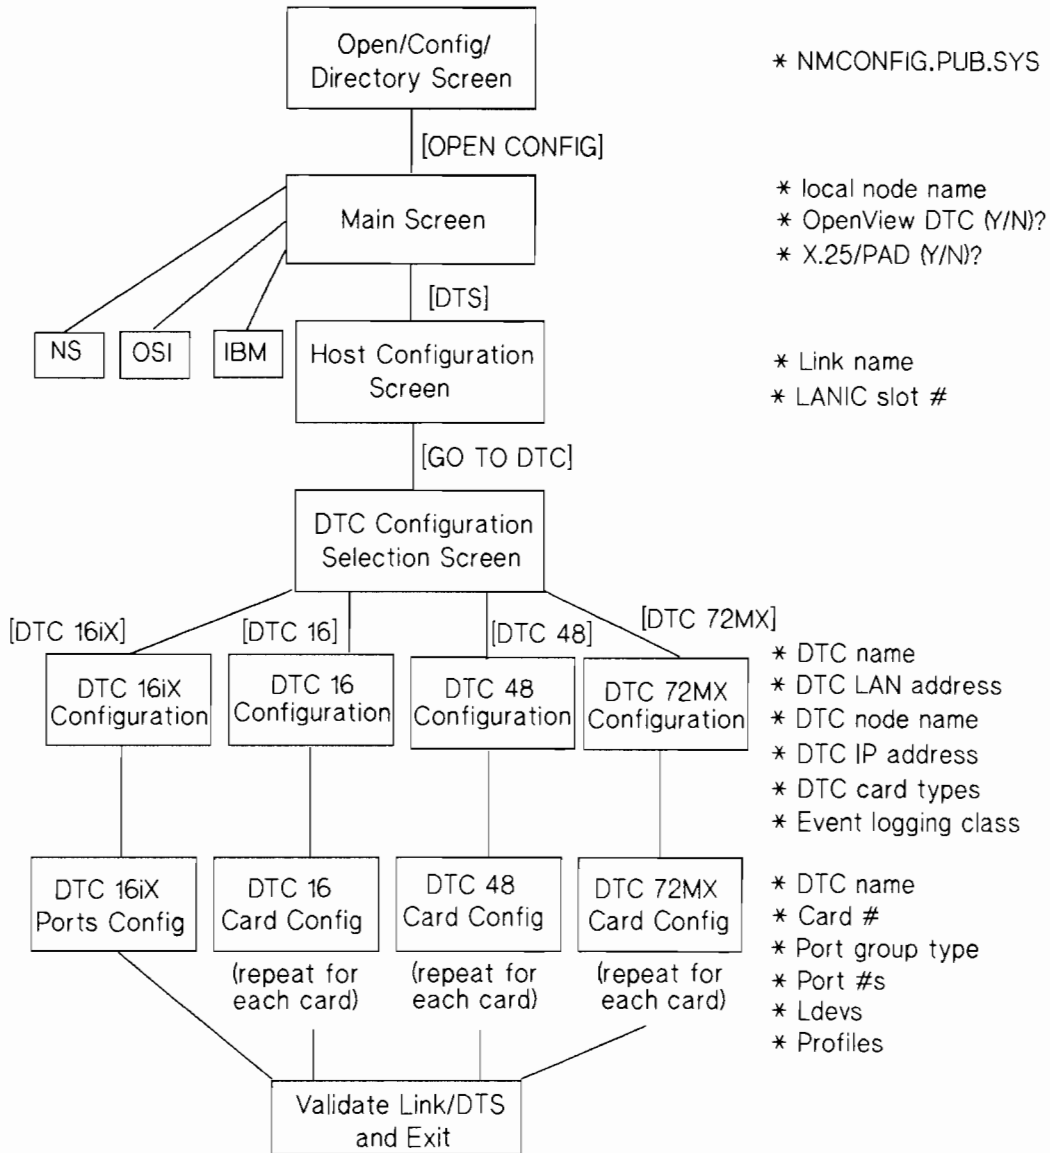 Open/Config/
Directory Screen
* NMCONFIG.PUB.SYS
[OPEN CONFIG]
Main Screen
* local node name
* OpenView DTC (Y/N)?
* X.25/PAD (Y/N)?
[DTS]
NS
OSI
IBM
Host Configuration
Screen
* Link name
* LANIC slot #
[GO TO DTC]
DTC Configuration
Selection Screen
[DTC 16iX]
[DTC 16]
[DTC 48]
[DTC 72MX]
DTC 16iX
Configuration
DTC 16
Configuration
DTC 48
Configuration
DTC 72MX
Configuration
* DTC name
* DTC LAN address
* DTC node name
* DTC IP address
* DTC card types
* Event logging class
DTC 16iX
Ports Config
DTC 16
Card Config
DTC 48
Card Config
DTC 72MX
Card Config
* DTC name
* Card #
* Port group type
* Port #s
* Ldevs
* Profiles
(repeat for
each card)
(repeat for
each card)
(repeat for
each card)
Validate Link/DTS
and Exit